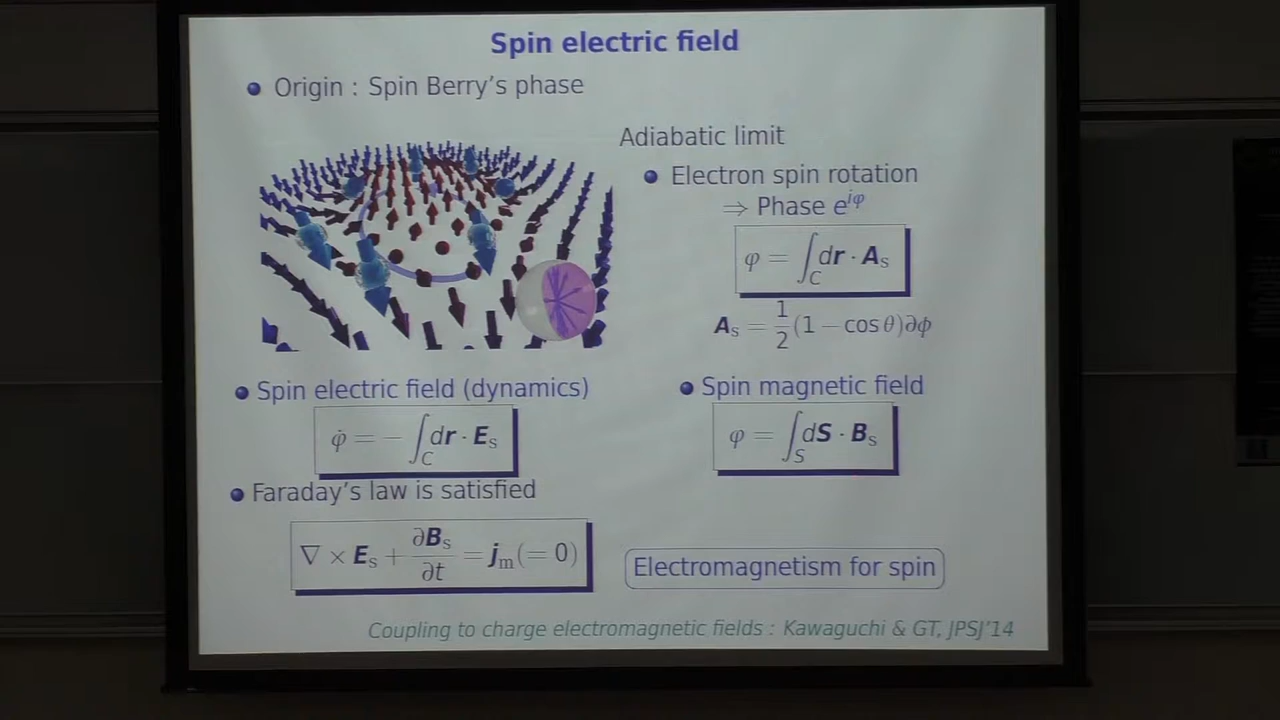 Spin electric field
Origin : Spin Berry's phase
Adiabatic limit
Electron spin rotation
⇒ Phase e^{iφ}
φ = ∫_C d𝒓 · 𝑨_s
𝑨_s = 1/2 (1 − cos θ)∂ϕ
Spin electric field (dynamics)
φ̇ = − ∫_C d𝒓 · 𝑬_s
Spin magnetic field
φ = ∫_S d𝑺 · 𝑩_s
Faraday's law is satisfied
∇ × 𝑬_s + ∂𝑩_s/∂t = 𝒋_m(= 0)
Electromagnetism for spin
Coupling to charge electromagnetic fields : Kawaguchi & GT, JPSJ'14